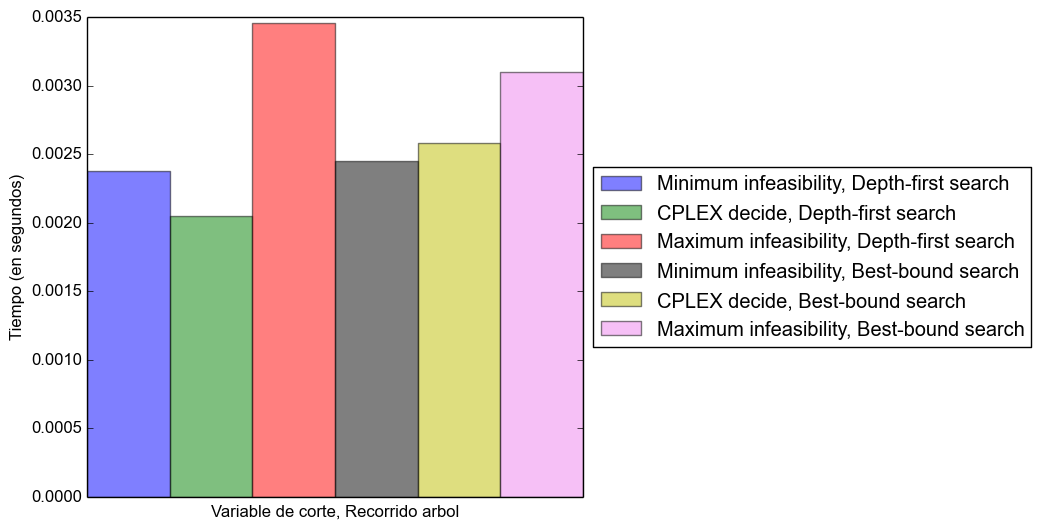 Tiempo (en segundos)
0.0035
0.0030
0.0025
0.0020
0.0015
0.0010
0.0005
0.0000
Variable de corte, Recorrido arbol
Minimum infeasibility, Depth-first search
CPLEX decide, Depth-first search
Maximum infeasibility, Depth-first search
Minimum infeasibility, Best-bound search
CPLEX decide, Best-bound search
Maximum infeasibility, Best-bound search